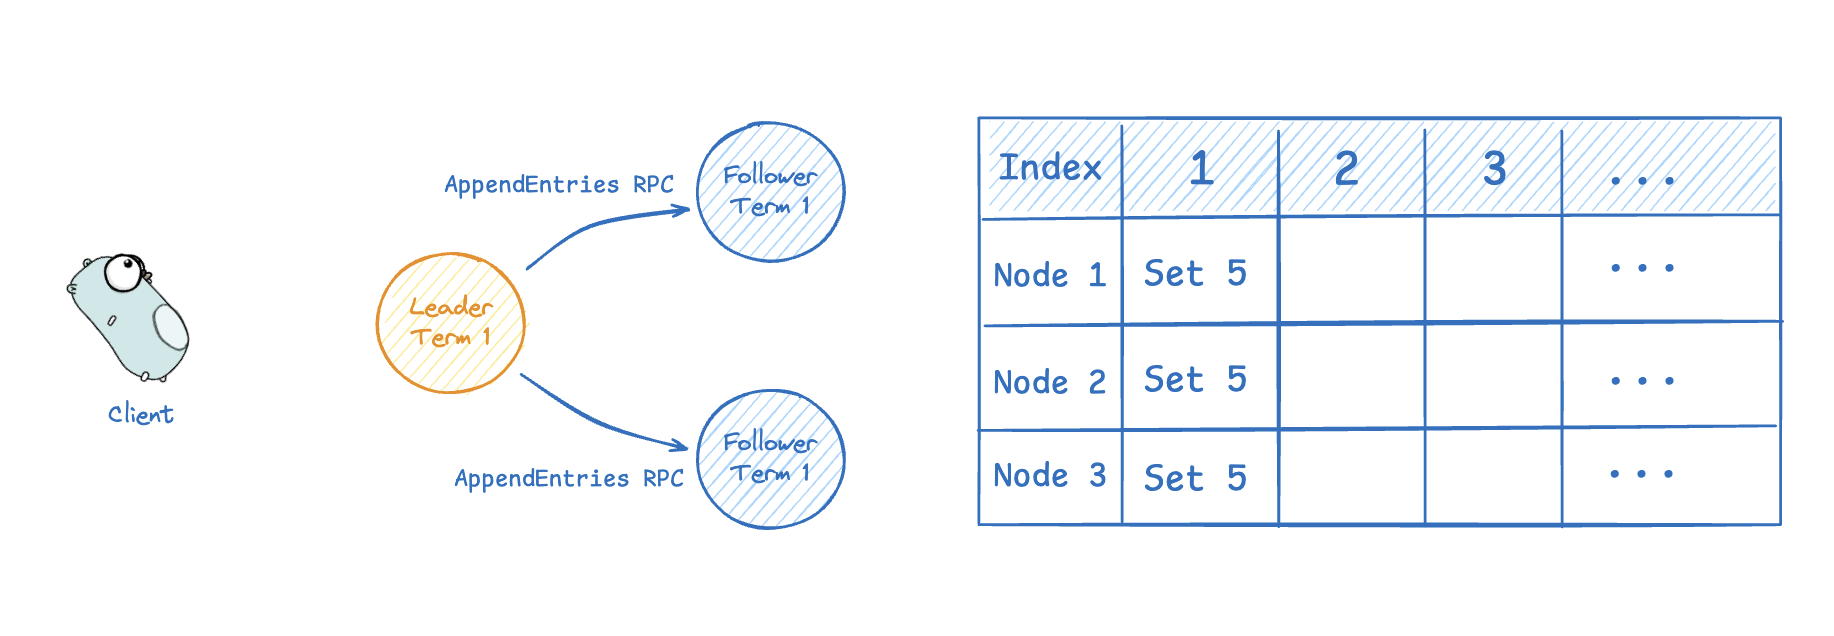 Client
Leader
Term 1
AppendEntries RPC
AppendEntries RPC
Follower
Term 1
Follower
Term 1
Index 1 2 3 ...
Node 1 Set 5 ...
Node 2 Set 5 ...
Node 3 Set 5 ...